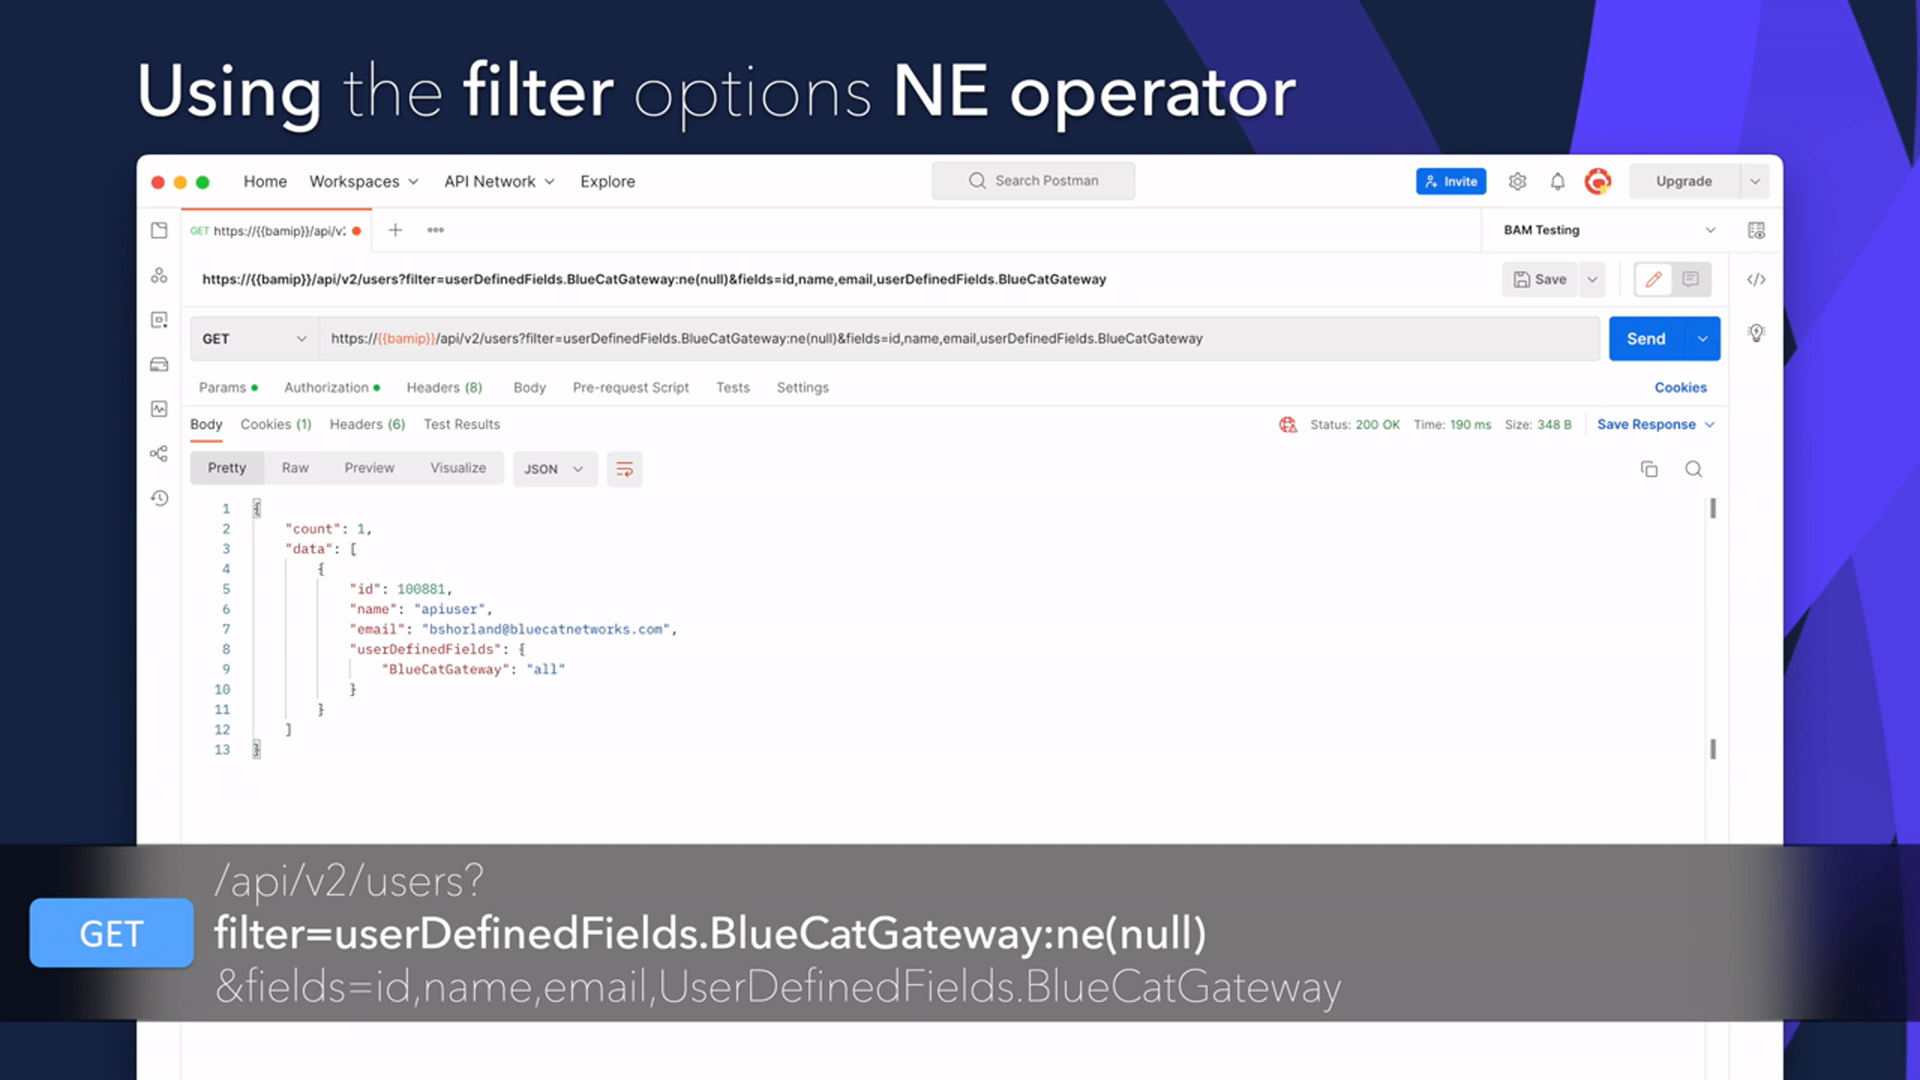 Using the filter options NE operator
Home Workspaces API Network Explore Search Postman Invite Upgrade
GET https://{{bamip}}/api/v2 BAM Testing
https://{{bamip}}/api/v2/users?filter=userDefinedFields.BlueCatGateway:ne(null)&fields=id,name,email,userDefinedFields.BlueCatGateway Save
GET https://{{bamip}}/api/v2/users?filter=userDefinedFields.BlueCatGateway:ne(null)&fields=id,name,email,userDefinedFields.BlueCatGateway Send
Params Authorization Headers (8) Body Pre-request Script Tests Settings Cookies
Body Cookies (1) Headers (6) Test Results Status: 200 OK Time: 190 ms Size: 348 B Save Response
Pretty Raw Preview Visualize JSON
1 {
2 "count": 1,
3 "data": [
4 {
5 "id": 100881,
6 "name": "apiuser",
7 "email": "bshorland@bluecatnetworks.com",
8 "userDefinedFields": {
9 "BlueCatGateway": "all"
10 }
11 }
12 ]
13 }
/api/v2/users?
GET filter=userDefinedFields.BlueCatGateway:ne(null)
&fields=id,name,email,UserDefinedFields.BlueCatGateway